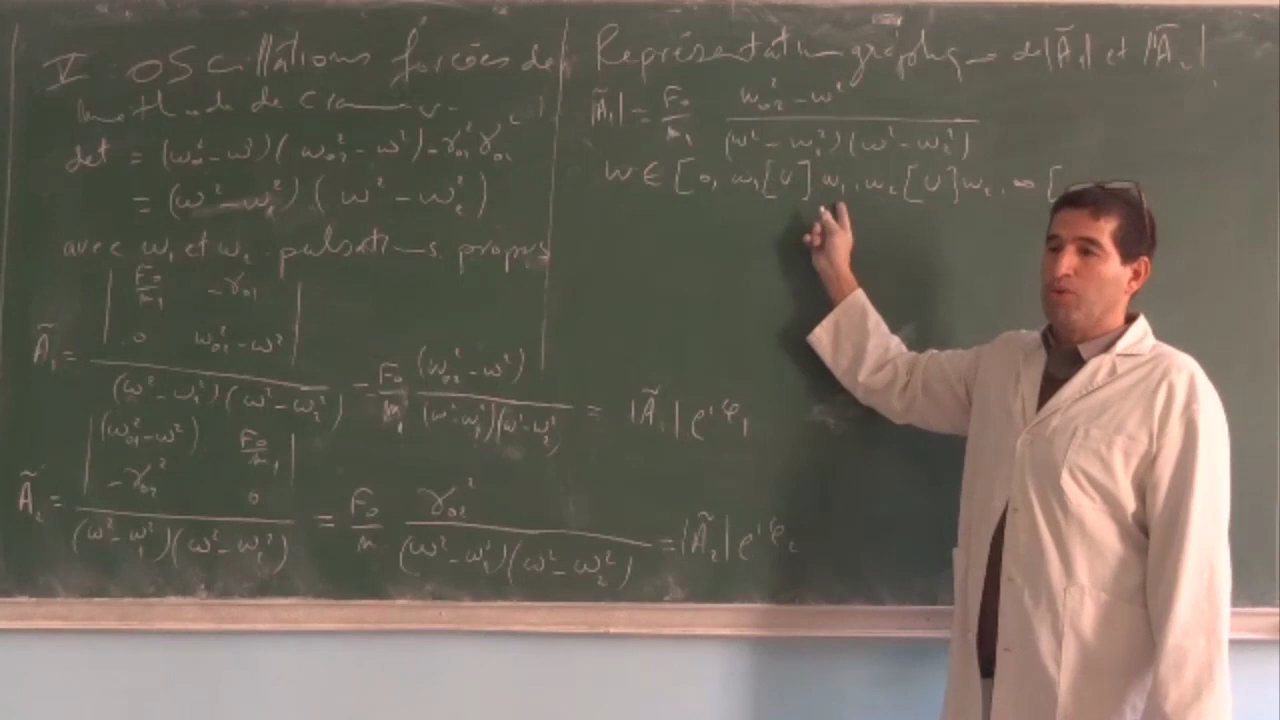 V Oscillations forcées de
methode de Cramer
det = (ω₀₁² - ω²)(ω₀₂² - ω²) - γ₀₁² γ₀₂²
= (ω² - ω₁²)(ω² - ω₂²)
avec ω₁ et ω₂ pulsations propres
Ã₁ = | F₀/m₁ -γ₀₁ ; 0 ω₀₂² - ω² | / (ω² - ω₁²)(ω² - ω₂²) = F₀/m₁ (ω₀₂² - ω²) / (ω² - ω₁²)(ω² - ω₂²) = |Ã₁| e^{iφ₁}
Ã₂ = | (ω₀₁² - ω²) F₀/m₁ ; -γ₀₂² 0 | / (ω² - ω₁²)(ω² - ω₂²) = F₀/m γ₀₂² / (ω² - ω₁²)(ω² - ω₂²) = |Ã₂| e^{iφ₂}
Représentation graphique de |Ã₁| et |Ã₂|
|Ã₁| = F₀/m₁ ω₀₂² - ω² / (ω² - ω₁²)(ω² - ω₂²)
W ∈ [0, ω₁[ U ]ω₁, ω₂[ U ]ω₂, ∞[